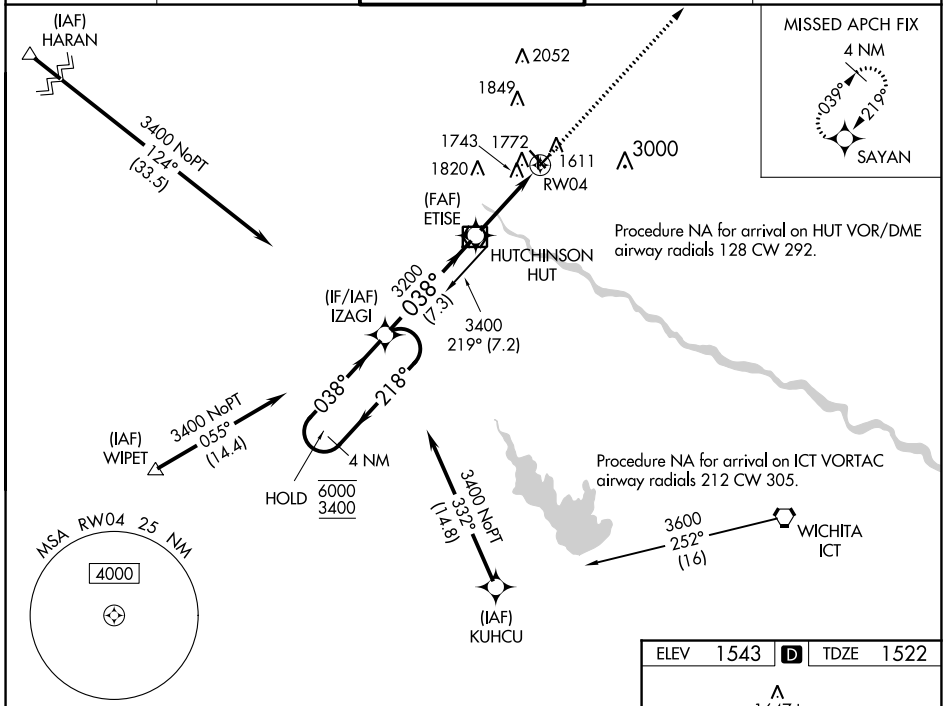 (IAF)
HARAN
3400 NoPT
124°
(33.5)
2052
1849
1743
1772
1820
1611
RW04
3000
MISSED APCH FIX
4 NM
039°
219°
SAYAN
(FAF)
ETISE
HUTCHINSON
HUT
Procedure NA for arrival on HUT VOR/DME
airway radials 128 CW 292.
3200
038°
(7.3)
3400
219° (7.2)
(IF/IAF)
IZAGI
038°
218°
4 NM
HOLD
6000
3400
(IAF)
WIPET
3400 NoPT
055°
(14.4)
3400 NoPT
332°
(14.8)
(IAF)
KUHCU
Procedure NA for arrival on ICT VORTAC
airway radials 212 CW 305.
3600
252°
(16)
WICHITA
ICT
MSA RW04 25 NM
4000
ELEV 1543 D TDZE 1522